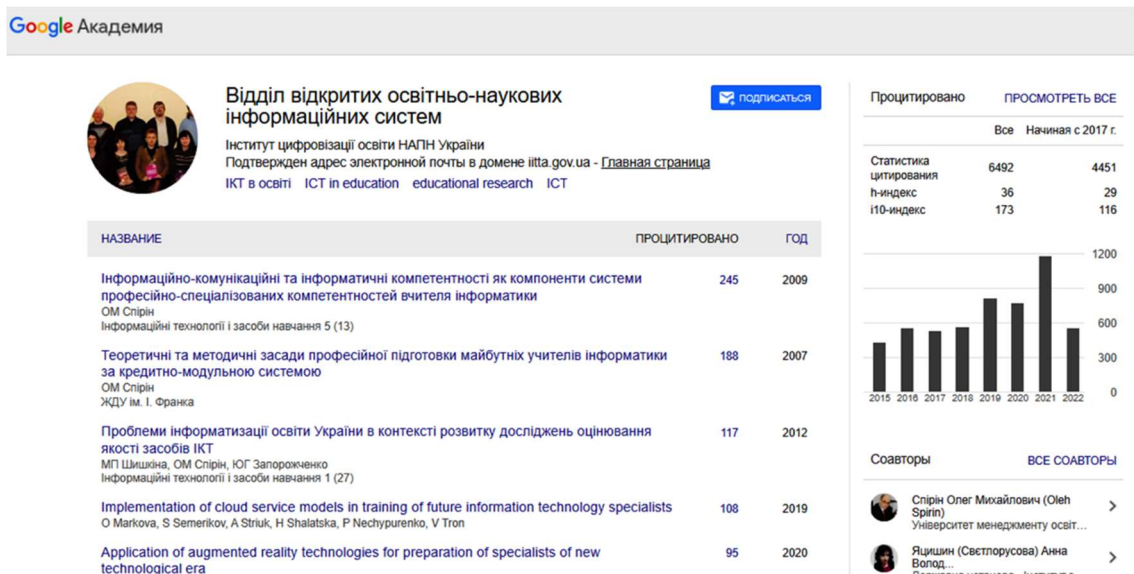 Google Академия
Відділ відкритих освітньо-наукових
інформаційних систем
ПОДПИСАТЬСЯ
Інститут цифровізації освіти НАПН України
Подтвержден адрес электронной почты в домене iitta.gov.ua - Главная страница
ІКТ в освіті ICT in education educational research ICT
НАЗВАНИЕ ПРОЦИТИРОВАНО ГОД
Інформаційно-комунікаційні та інформатичні компетентності як компоненти системи 245 2009
професійно-спеціалізованих компетентностей вчителя інформатики
ОМ Спірін
Інформаційні технології і засоби навчання 5 (13)
Теоретичні та методичні засади професійної підготовки майбутніх учителів інформатики 188 2007
за кредитно-модульною системою
ОМ Спірін
ЖДУ ім. І. Франка
Проблеми інформатизації освіти України в контексті розвитку досліджень оцінювання 117 2012
якості засобів ІКТ
МП Шишкіна, ОМ Спірін, ЮГ Запорожченко
Інформаційні технології і засоби навчання 1 (27)
Implementation of cloud service models in training of future information technology specialists 108 2019
O Markova, S Semerikov, A Striuk, H Shalatska, P Nechypurenko, V Tron
Application of augmented reality technologies for preparation of specialists of new 95 2020
technological era
Процитировано ПРОСМОТРЕТЬ ВСЕ
Все Начиная с 2017 г.
Статистика
цитирования 6492 4451
h-индекс 36 29
i10-индекс 173 116
1200
900
600
300
0
2015 2016 2017 2018 2019 2020 2021 2022
Соавторы ВСЕ СОАВТОРЫ
Спірін Олег Михайлович (Oleh
Spirin)
Університет менеджменту освіт...
Яцишин (Свєтлорусова) Анна
Волод...